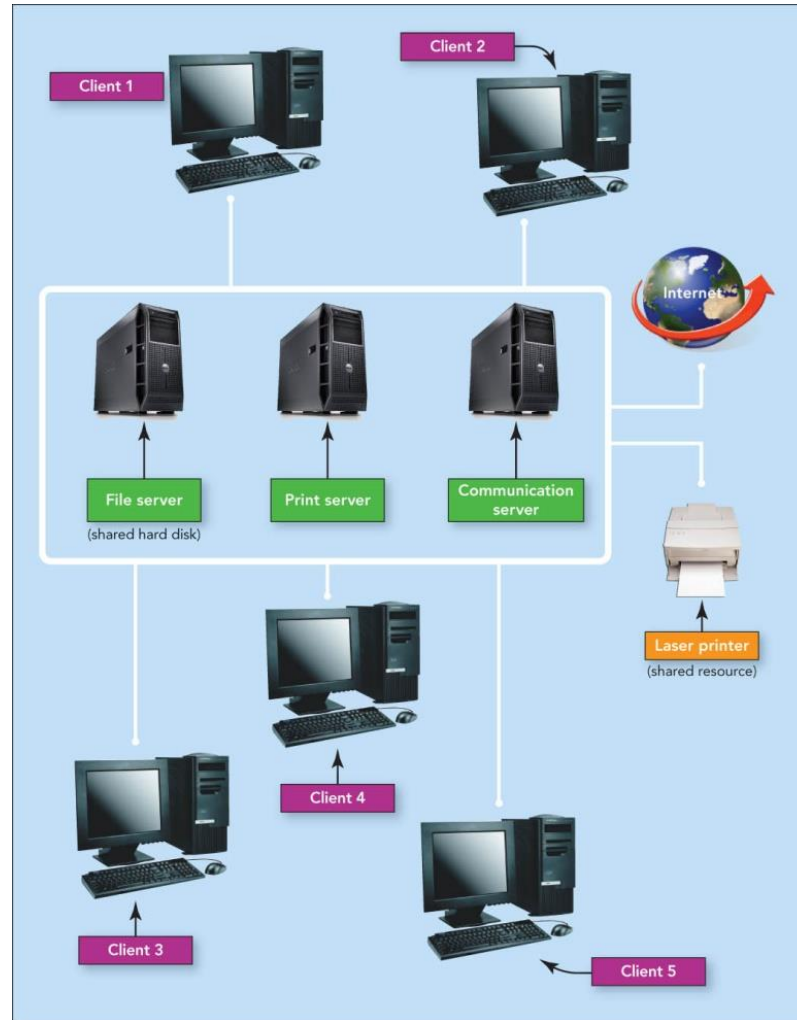 Client 1
Client 2
Internet
File server
(shared hard disk)
Print server
Communication
server
Laser printer
(shared resource)
Client 4
Client 3
Client 5